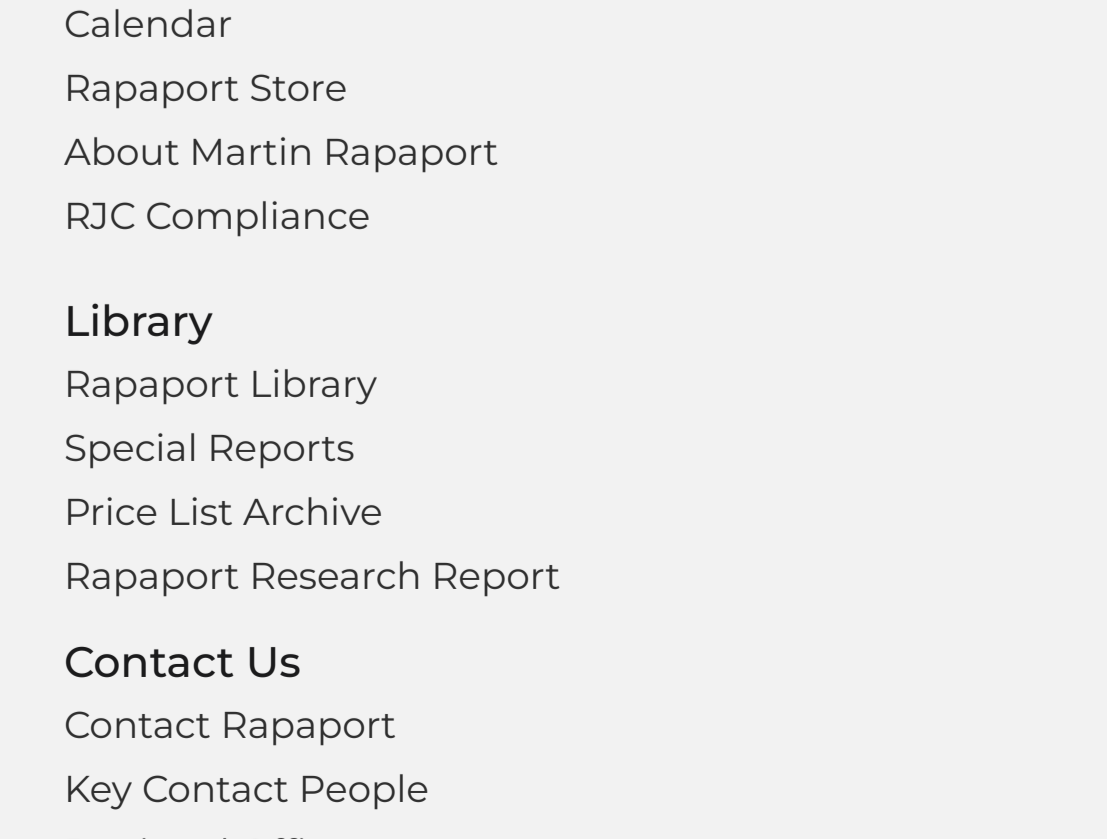 Calendar
Rapaport Store
About Martin Rapaport
RJC Compliance
Library
Rapaport Library
Special Reports
Price List Archive
Rapaport Research Report
Contact Us
Contact Rapaport
Key Contact People